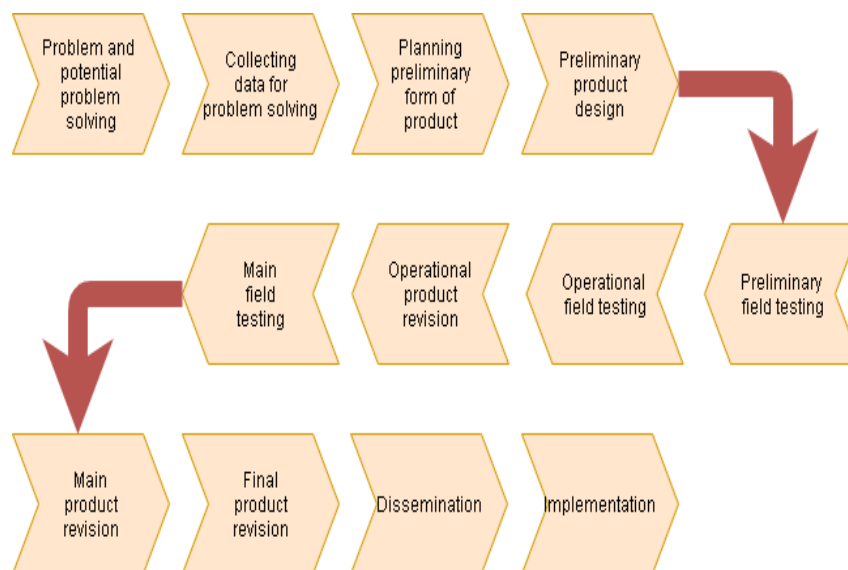 Problem and
potential
problem
solving
Collecting
data for
problem solving
Planning
preliminary
form of
product
Preliminary
product
design
Preliminary
field testing
Operational
field testing
Operational
product
revision
Main
field
testing
Main
product
revision
Final
product
revision
Dissemination
Implementation